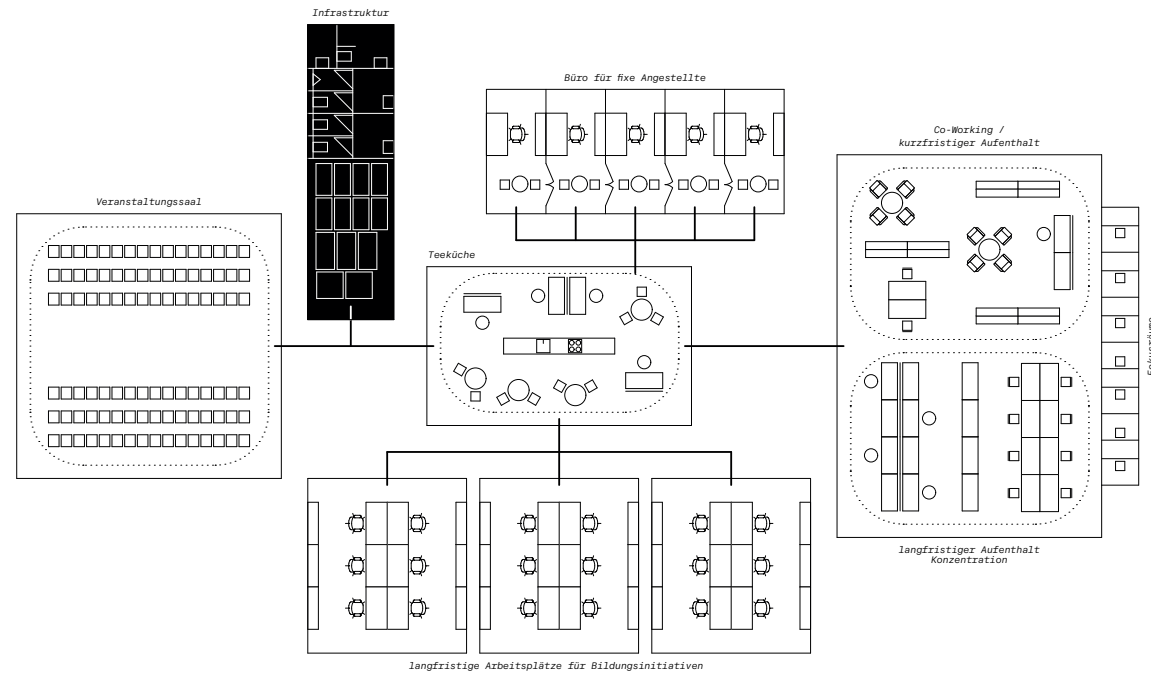 Infrastruktur
Büro für fixe Angestellte
Co-Working /
kurzfristiger Aufenthalt
Veranstaltungssaal
Teeküche
langfristiger Aufenthalt
Konzentration
langfristige Arbeitsplätze für Bildungsinitiativen